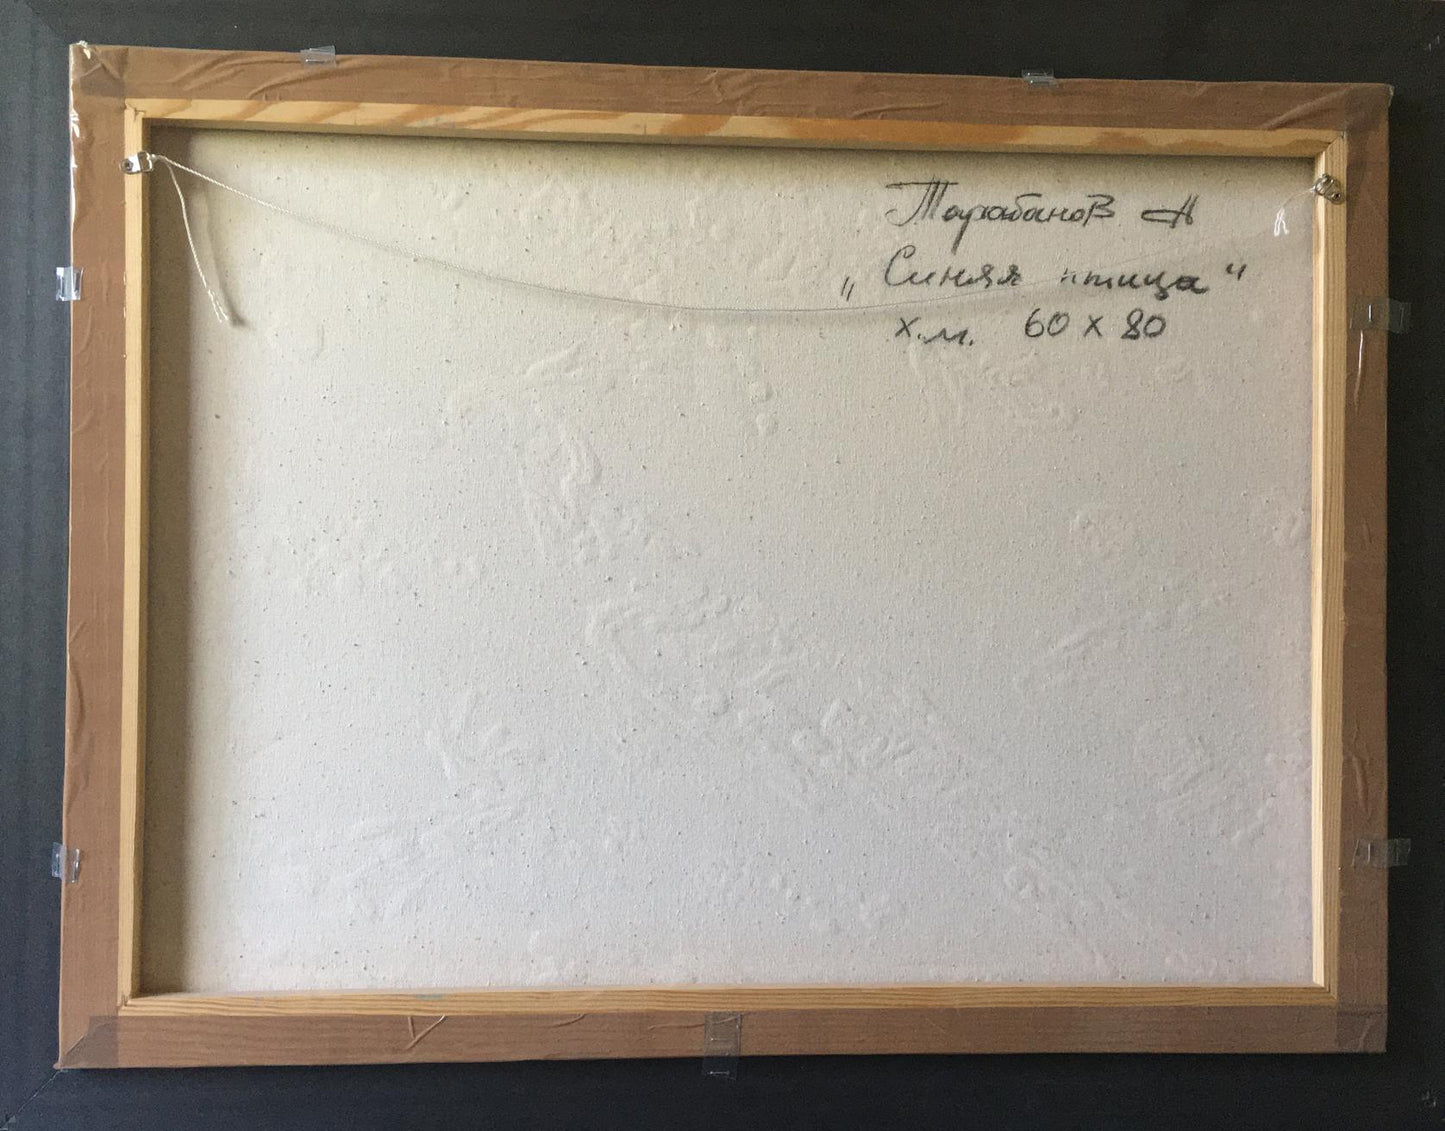 Тарабанов А
„Синяя птица"
х.м. 60 х 80